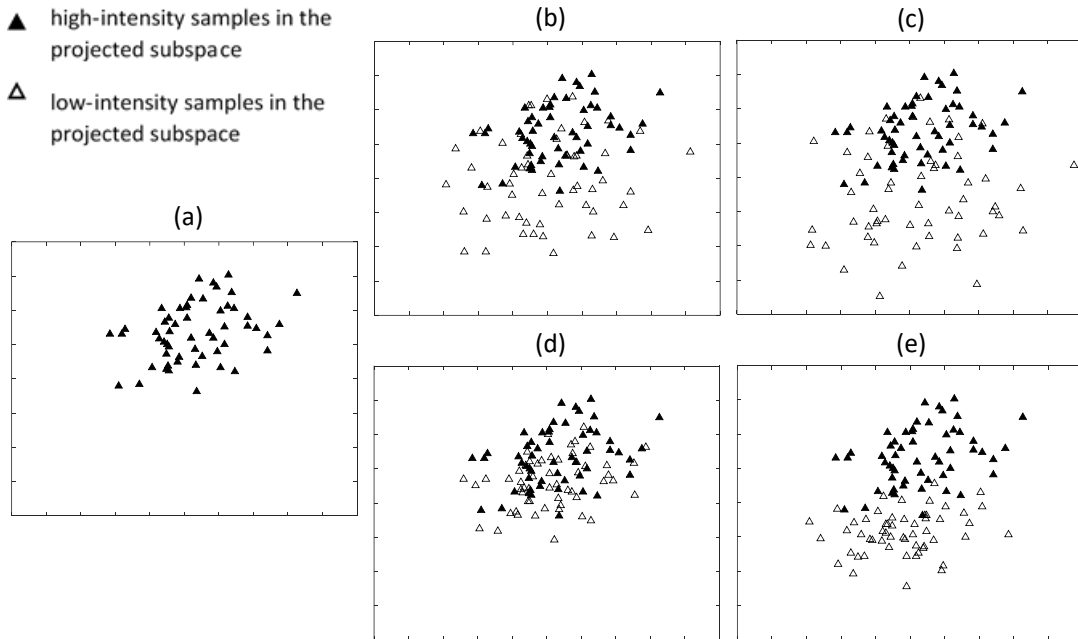 high-intensity samples in the
projected subspace
low-intensity samples in the
projected subspace
(a)
(b)
(c)
(d)
(e)